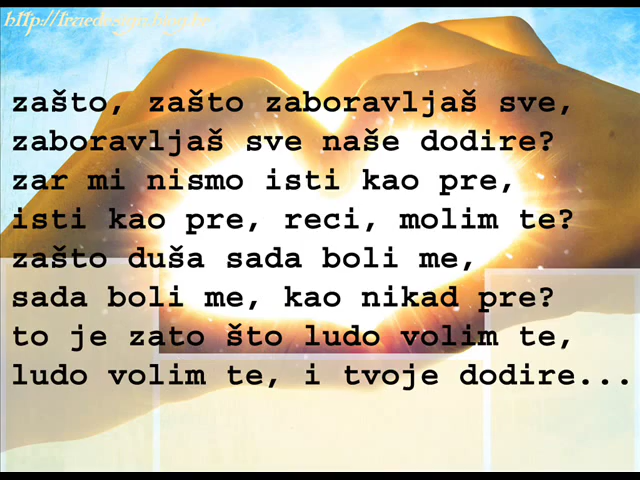 zašto, zašto zaboravljaš sve,
zaboravljaš sve naše dodire?
zar mi nismo isti kao pre,
isti kao pre, reci, molim te?
zašto duša sada boli me,
sada boli me, kao nikad pre?
to je zato što ludo volim te,
ludo volim te, i tvoje dodire...